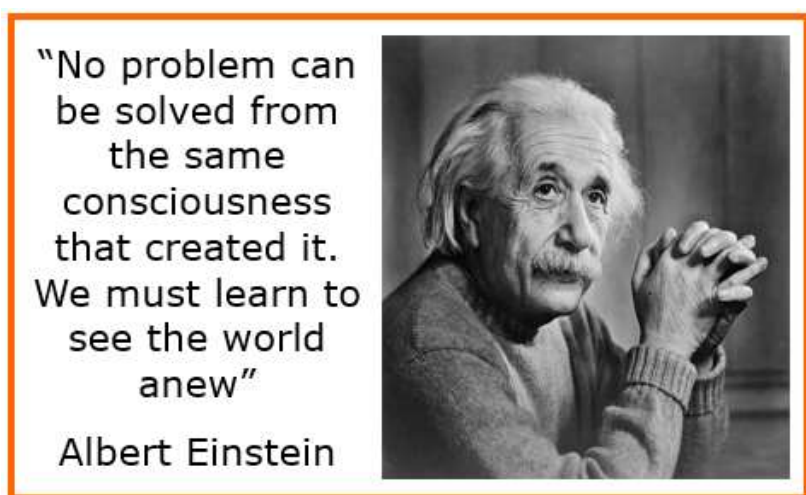 “No problem can
be solved from
the same
consciousness
that created it.
We must learn to
see the world
anew”
Albert Einstein